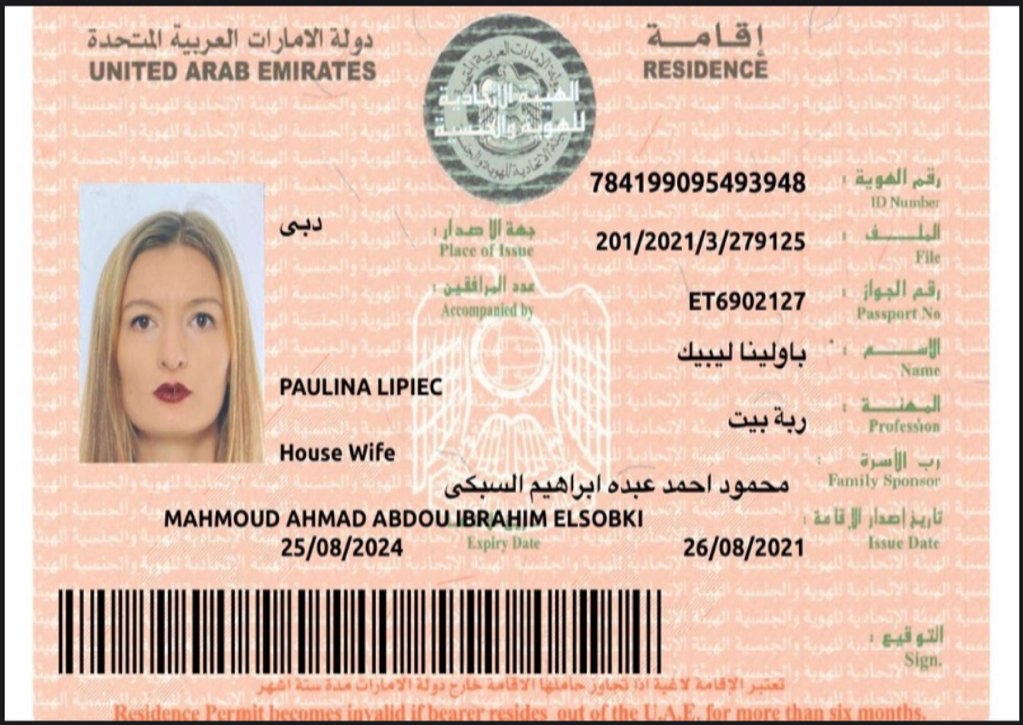 دولة الامارات العربية المتحدة
UNITED ARAB EMIRATES
إقامة
RESIDENCE
الهيئة الاتحادية
للهوية والجنسية
784199095493948
رقم الهوية :
ID Number
دبى
جهة الاصدار :
Place of Issue
201/2021/3/279125
الملف :
File
عدد المرافقين :
Accompanied by
ET6902127
رقم الجواز :
Passport No
باولينا ليبيك
الاسم :
Name
PAULINA LIPIEC
ربة بيت
المهنة :
Profession
House Wife
محمود احمد عبده ابراهيم السبكى
رب الأسرة :
Family Sponsor
MAHMOUD AHMAD ABDOU IBRAHIM ELSOBKI
25/08/2024
Expiry Date
26/08/2021
تاريخ إصدار الإقامة :
Issue Date
التوقيع :
Sign.
تعتبر الإقامة لاغية اذا تجاوز حاملها الاقامة خارج دولة الامارات مدة ستة اشهر
Residence Permit becomes invalid if bearer resides out of the U.A.E. for more than six months.